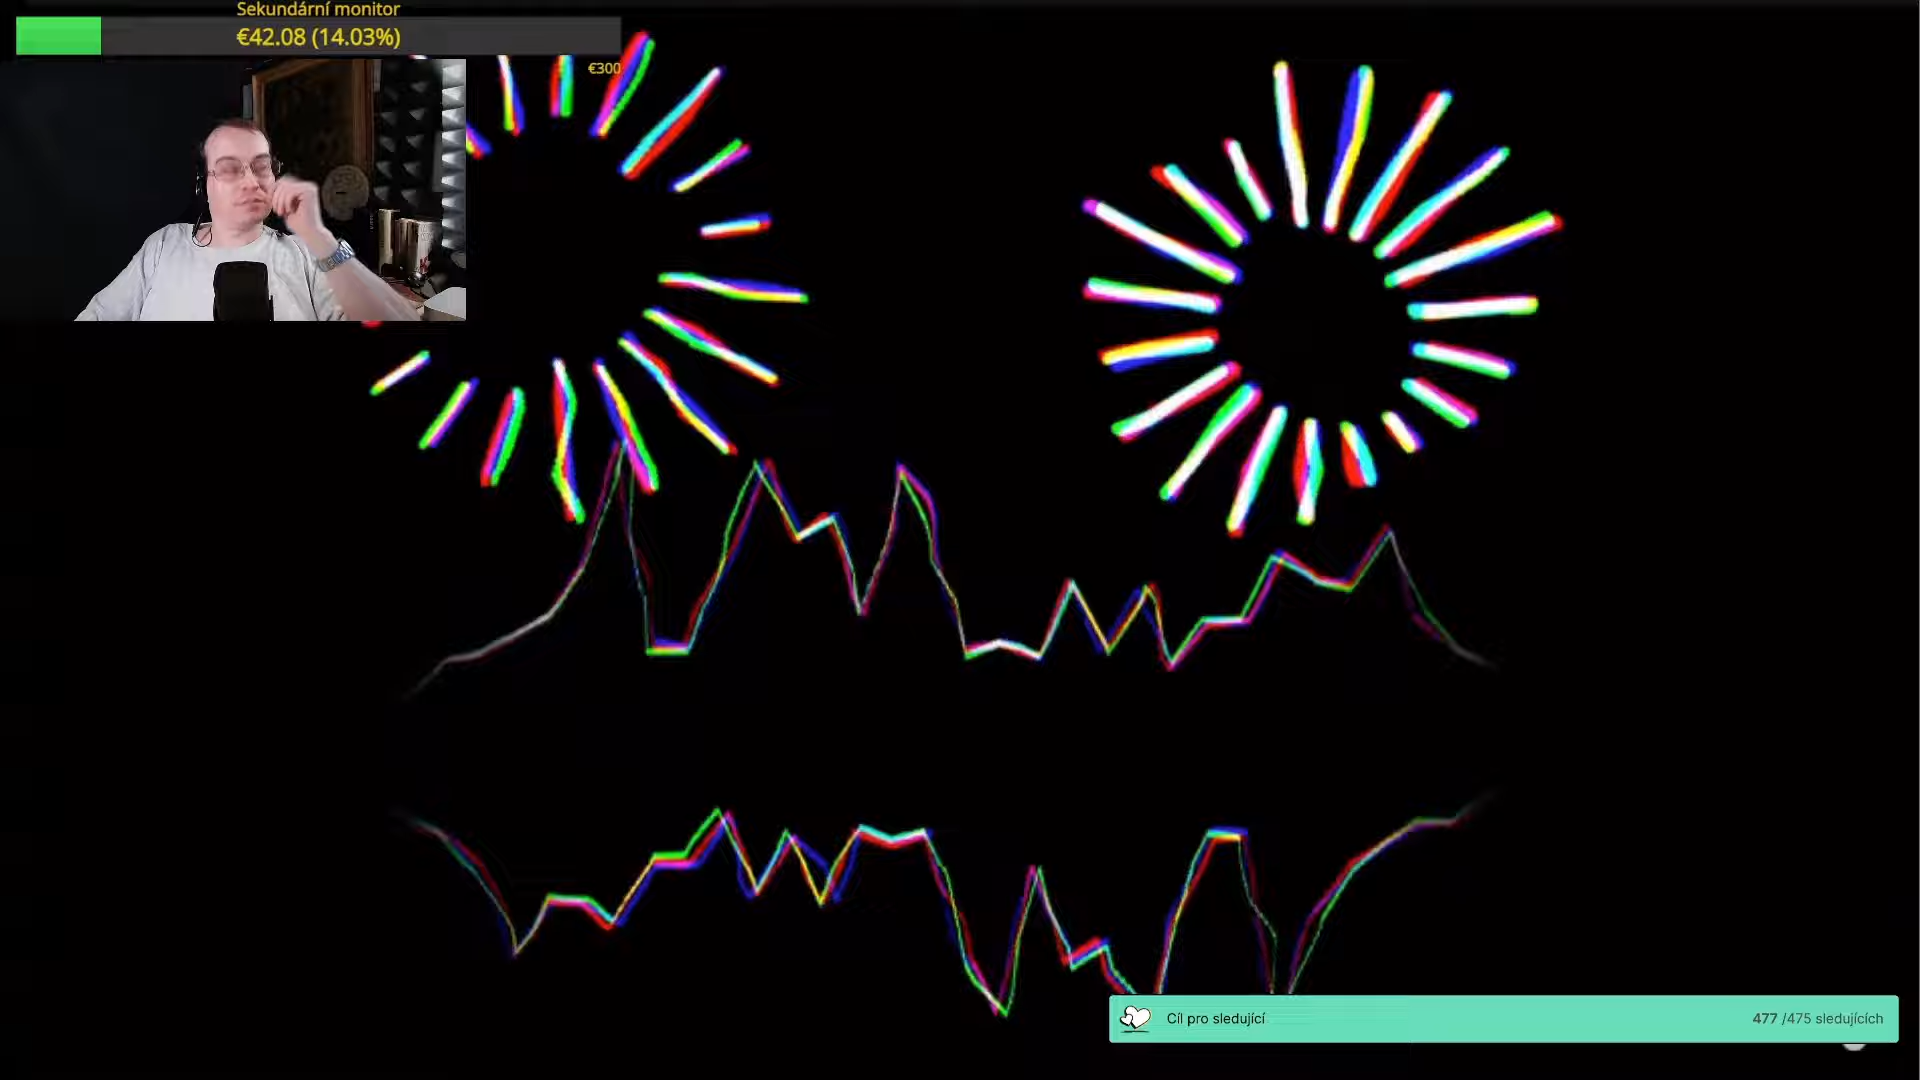 Sekundární monitor
€42.08 (14.03%)
€300
Cíl pro sledující
477 /475 sledujících